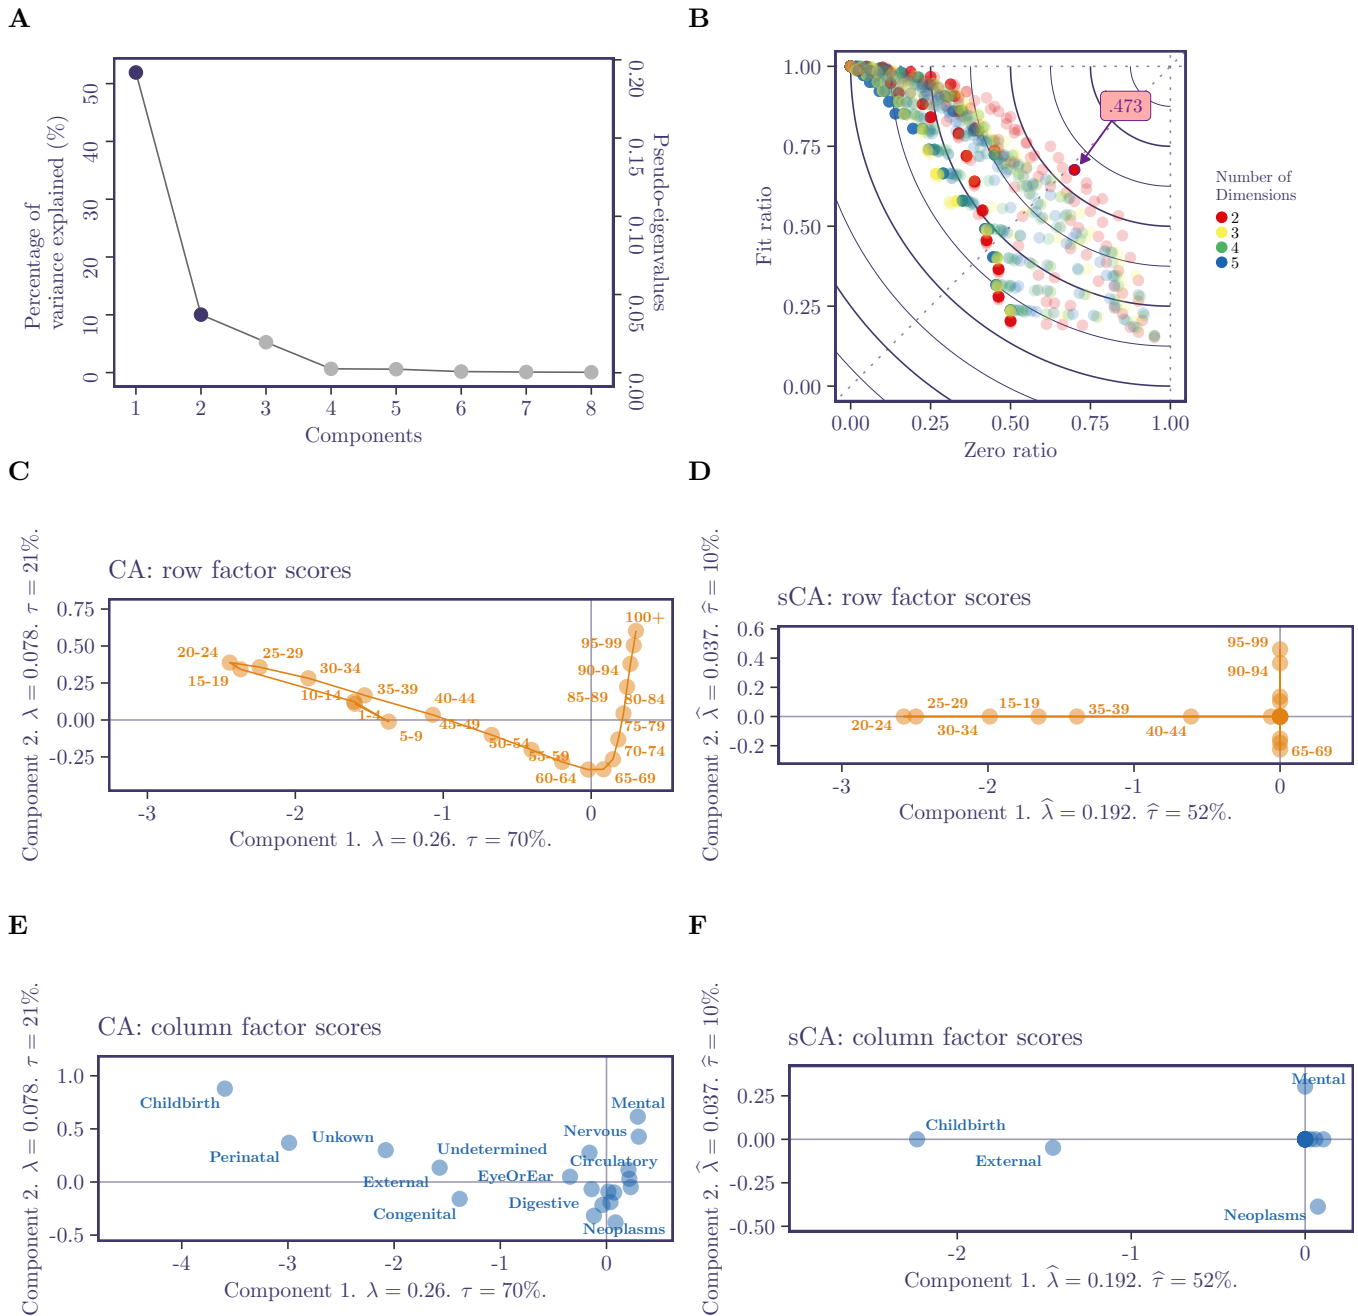 A
Percentage of
variance explained (%)
0
10
20
30
40
50
0.00
0.05
0.10
0.15
0.20
Pseudo-eigenvalues
1 2 3 4 5 6 7 8
Components
B
Fit ratio
1.00
0.75
0.50
0.25
0.00
.473
0.00 0.25 0.50 0.75 1.00
Zero ratio
Number of
Dimensions
2
3
4
5
C
CA: row factor scores
Component 2. λ = 0.078. τ = 21%.
0.75
0.50
0.25
0.00
-0.25
100+
95-99
90-94
85-89
80-84
75-79
70-74
65-69
60-64
55-59
50-54
45-49
40-44
35-39
30-34
25-29
20-24
15-19
10-14
1-4
5-9
-3 -2 -1 0
Component 1. λ = 0.26. τ = 70%.
D
sCA: row factor scores
Component 2. λ̂ = 0.037. τ̂ = 10%.
0.6
0.4
0.2
0.0
-0.2
95-99
90-94
25-29
15-19
35-39
20-24
30-34
40-44
65-69
-3 -2 -1 0
Component 1. λ̂ = 0.192. τ̂ = 52%.
E
CA: column factor scores
Component 2. λ = 0.078. τ = 21%.
1.0
0.5
0.0
-0.5
Childbirth
Mental
Nervous
Unkown
Undetermined
Perinatal
Circulatory
External
EyeOrEar
Congenital
Digestive
Neoplasms
-4 -3 -2 -1 0
Component 1. λ = 0.26. τ = 70%.
F
sCA: column factor scores
Component 2. λ̂ = 0.037. τ̂ = 10%.
0.25
0.00
-0.25
-0.50
Mental
Childbirth
External
Neoplasms
-2 -1 0
Component 1. λ̂ = 0.192. τ̂ = 52%.